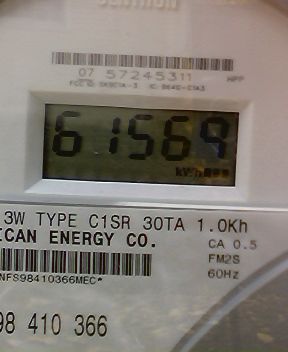 CENTRON
07 57245311
61569
kWh
3W TYPE C1SR 30TA 1.0Kh
ICAN ENERGY CO.
CA 0.5
FM2S
60Hz
NFS98410366MEC*
98 410 366